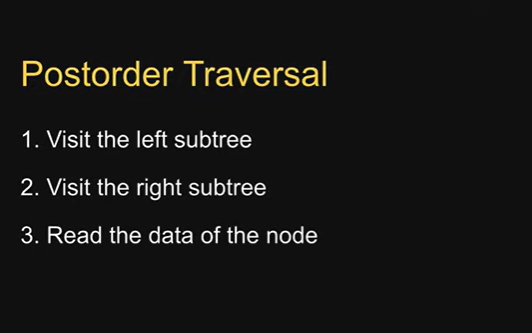 Postorder Traversal
1. Visit the left subtree
2. Visit the right subtree
3. Read the data of the node